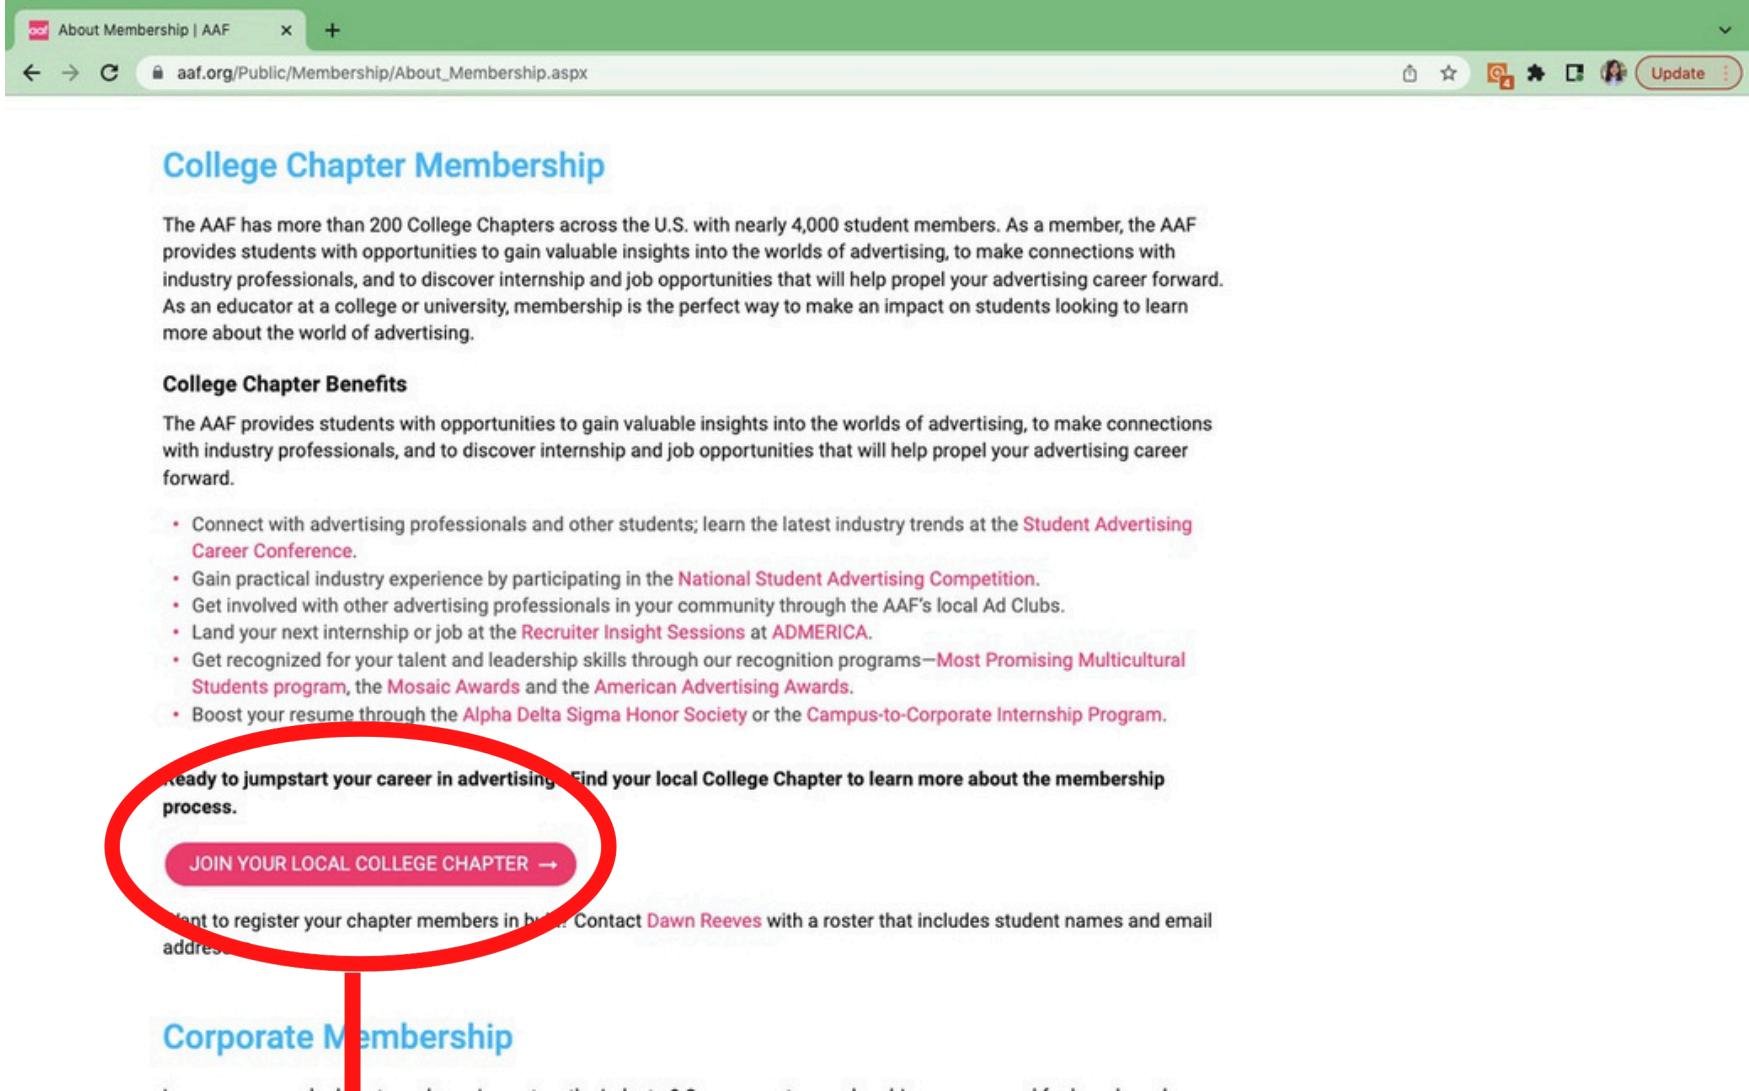 About Membership | AAF
aaf.org/Public/Membership/About_Membership.aspx
4
Update
College Chapter Membership
The AAF has more than 200 College Chapters across the U.S. with nearly 4,000 student members. As a member, the AAF
provides students with opportunities to gain valuable insights into the worlds of advertising, to make connections with
industry professionals, and to discover internship and job opportunities that will help propel your advertising career forward.
As an educator at a college or university, membership is the perfect way to make an impact on students looking to learn
more about the world of advertising.
College Chapter Benefits
The AAF provides students with opportunities to gain valuable insights into the worlds of advertising, to make connections
with industry professionals, and to discover internship and job opportunities that will help propel your advertising career
forward.
• Connect with advertising professionals and other students; learn the latest industry trends at the Student Advertising
Career Conference.
• Gain practical industry experience by participating in the National Student Advertising Competition.
• Get involved with other advertising professionals in your community through the AAF's local Ad Clubs.
• Land your next internship or job at the Recruiter Insight Sessions at ADMERICA.
• Get recognized for your talent and leadership skills through our recognition programs—Most Promising Multicultural
Students program, the Mosaic Awards and the American Advertising Awards.
• Boost your resume through the Alpha Delta Sigma Honor Society or the Campus-to-Corporate Internship Program.
Ready to jumpstart your career in advertising Find your local College Chapter to learn more about the membership
process.
JOIN YOUR LOCAL COLLEGE CHAPTER →
Want to register your chapter members in Contact Dawn Reeves with a roster that includes student names and email
Corporate Membership